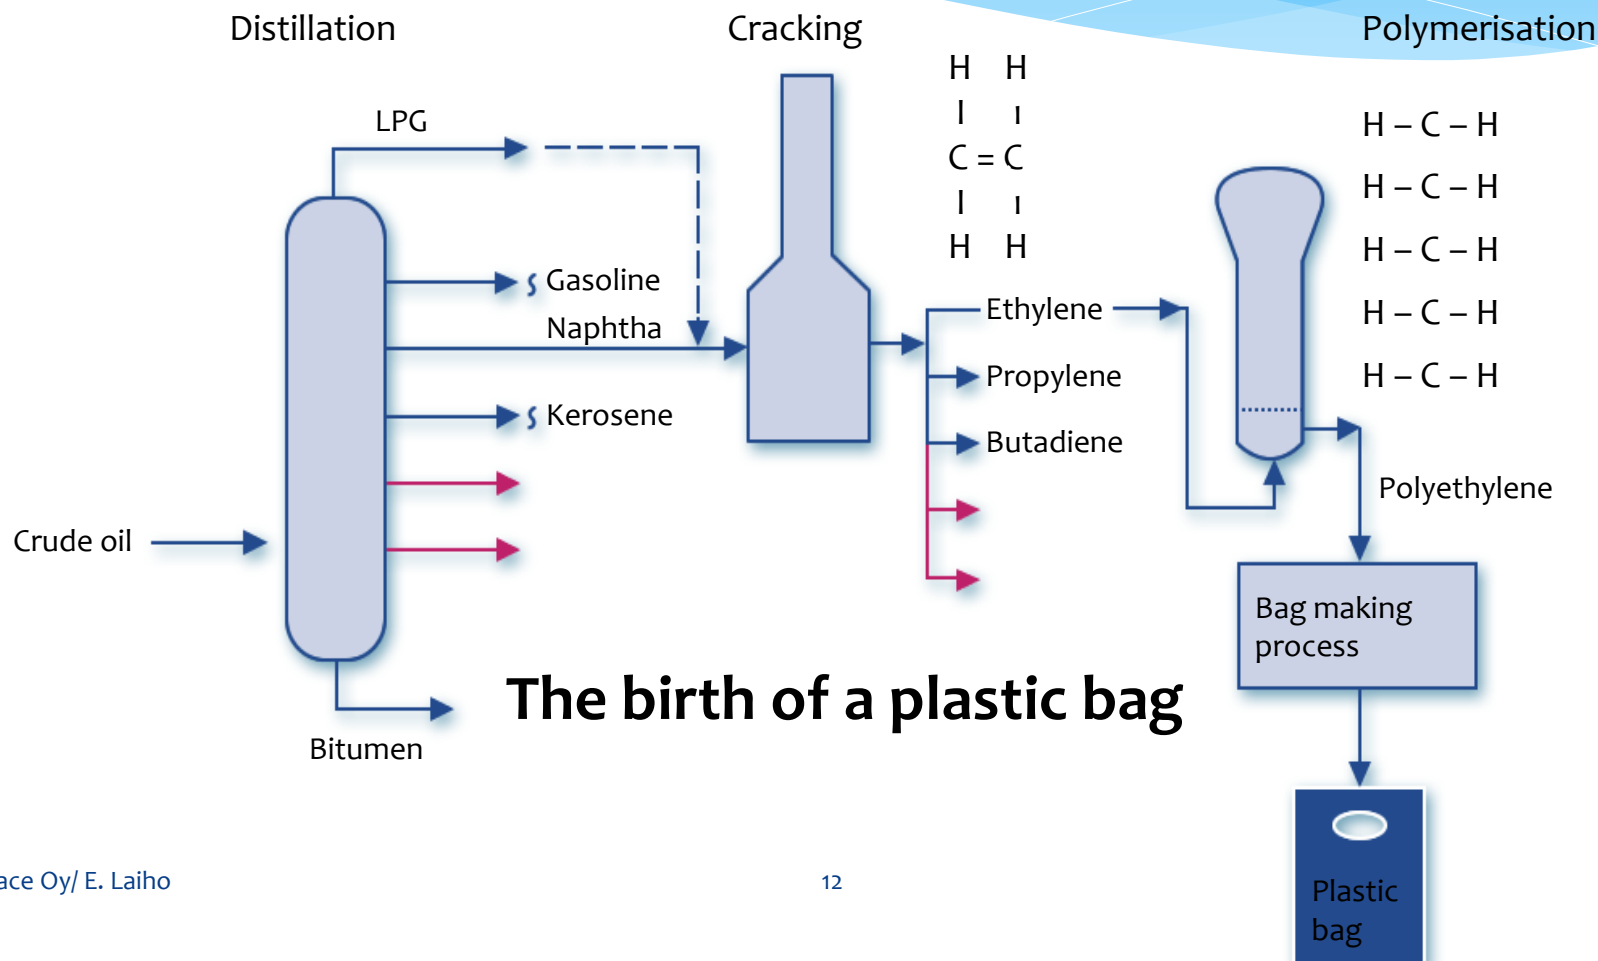 Distillation
Cracking
Polymerisation
H H
I I
C = C
I I
H H
H – C – H
H – C – H
H – C – H
H – C – H
H – C – H
LPG
Gasoline
Naphtha
Kerosene
Crude oil
Bitumen
Ethylene
Propylene
Butadiene
Polyethylene
Bag making
process
The birth of a plastic bag
Plastic
bag
Oy/ E. Laiho
12